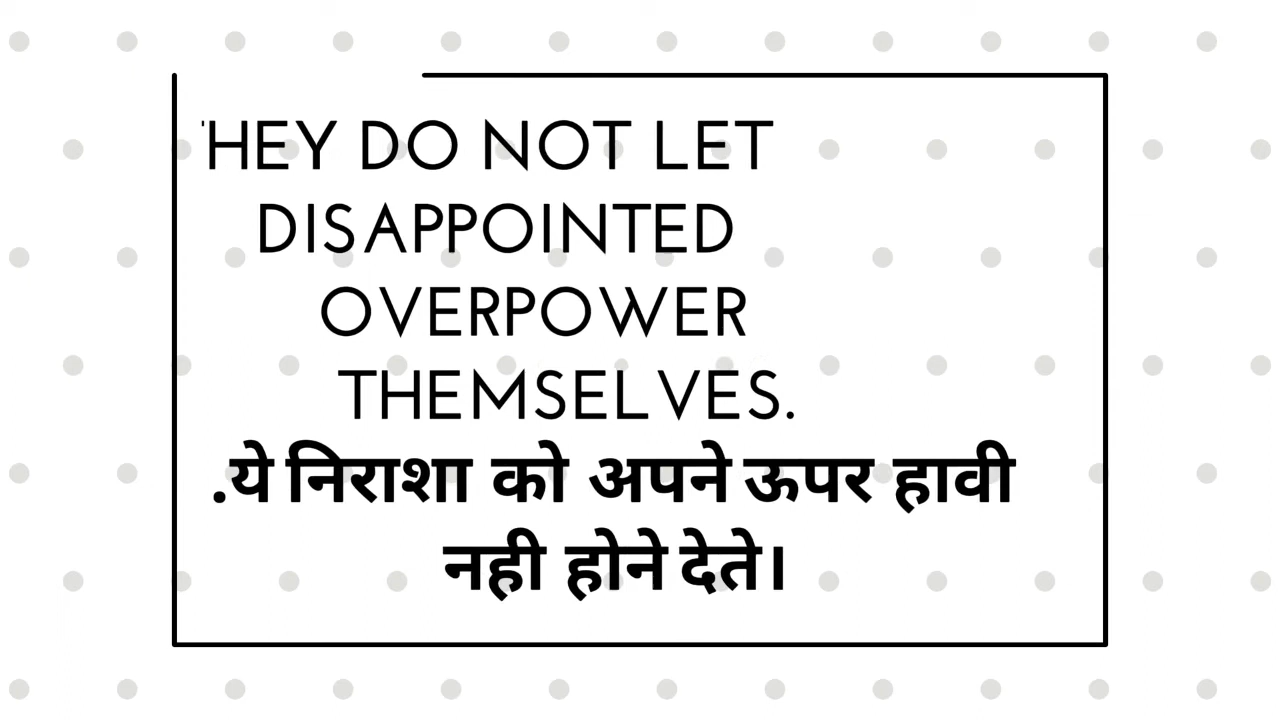 'HEY DO NOT LET
DISAPPOINTED
OVERPOWER
THEMSELVES.
.ये निराशा को अपने ऊपर हावी
नही होने देते।